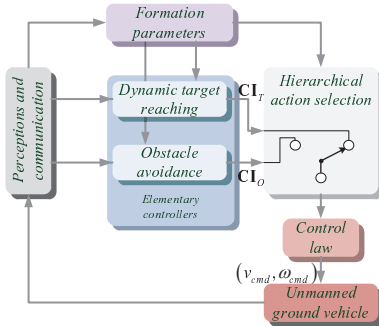 Formation
parameters
Perceptions and
communication
Dynamic target
reaching
CI_T
Hierarchical
action selection
Obstacle
avoidance
CI_O
Elementary
controllers
Control
law
(v_cmd, ω_cmd)
Unmanned
ground vehicle